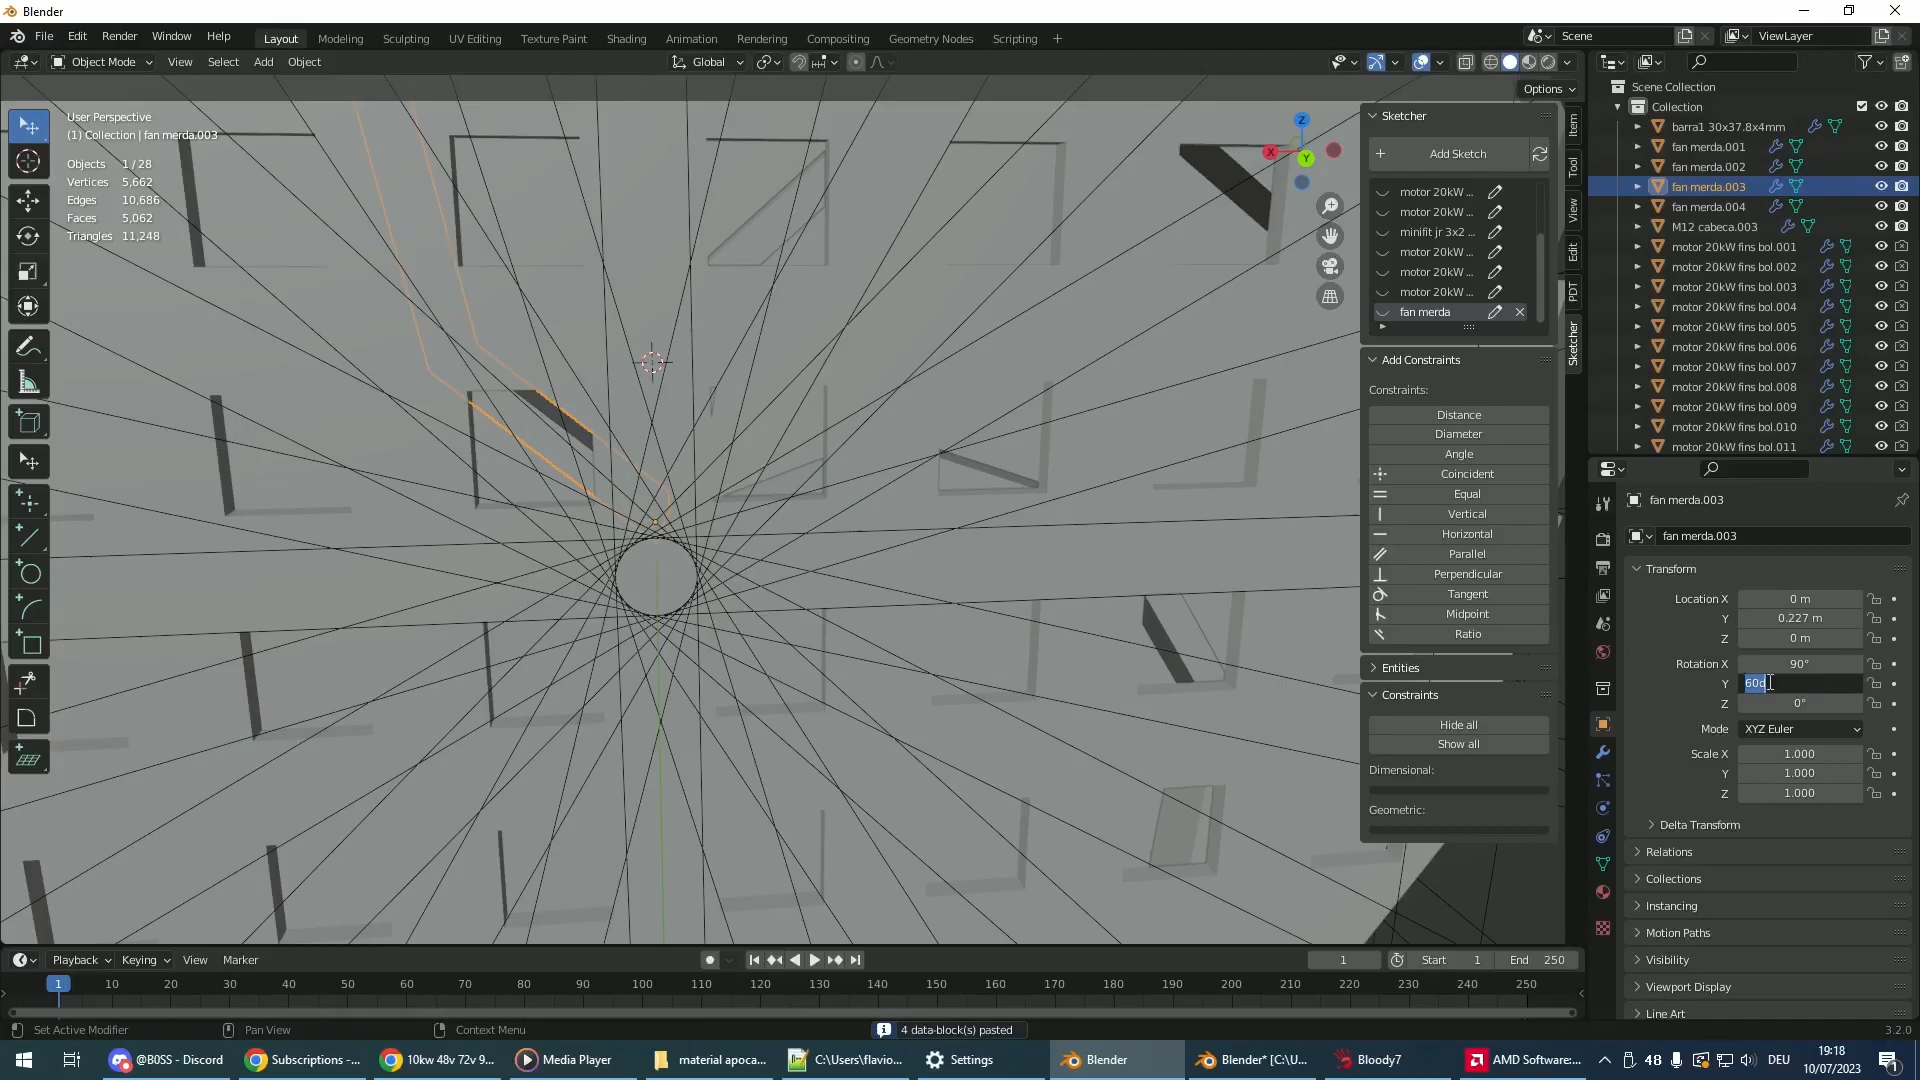 Blender
File Edit Render Window Help
Layout Modeling Sculpting UV Editing Texture Paint Shading Animation Rendering Compositing Geometry Nodes Scripting +
Scene
ViewLayer
Object Mode View Select Add Object
Global
Options
User Perspective
(1) Collection | fan merda.003
Objects 1 / 28
Vertices 5,662
Edges 10,686
Faces 5,062
Triangles 11,248
Z
X
Y
Sketcher
+ Add Sketch
motor 20kW ...
motor 20kW ...
minifit jr 3x2 ...
motor 20kW ...
motor 20kW ...
motor 20kW ...
fan merda
Add Constraints
Constraints:
Distance
Diameter
Angle
Coincident
Equal
Vertical
Horizontal
Parallel
Perpendicular
Tangent
Midpoint
Ratio
Entities
Constraints
Hide all
Show all
Dimensional:
Geometric:
Item
Tool
View
Edit
PDT
Sketcher
Scene Collection
Collection
barra1 30x37.8x4mm
fan merda.001
fan merda.002
fan merda.003
fan merda.004
M12 cabeca.003
motor 20kW fins bol.001
motor 20kW fins bol.002
motor 20kW fins bol.003
motor 20kW fins bol.004
motor 20kW fins bol.005
motor 20kW fins bol.006
motor 20kW fins bol.007
motor 20kW fins bol.008
motor 20kW fins bol.009
motor 20kW fins bol.010
motor 20kW fins bol.011
fan merda.003
fan merda.003
Transform
Location X 0 m
Y 0.227 m
Z 0 m
Rotation X 90°
Y 60d
Z 0°
Mode XYZ Euler
Scale X 1.000
Y 1.000
Z 1.000
Delta Transform
Relations
Collections
Instancing
Motion Paths
Visibility
Viewport Display
Line Art
Playback Keying View Marker
1 Start 1 End 250
1 10 20 30 40 50 60 70 80 90 100 110 120 130 140 150 160 170 180 190 200 210 220 230 240 250
Set Active Modifier Pan View Context Menu
4 data-block(s) pasted
3.2.0
@B0SS - Discord
Subscriptions -...
10kw 48v 72v 9...
Media Player
material apoca...
C:\Users\flavio...
Settings
Blender
Blender* [C:\U...
Bloody7
AMD Software:...
48
DEU
19:18
10/07/2023
1